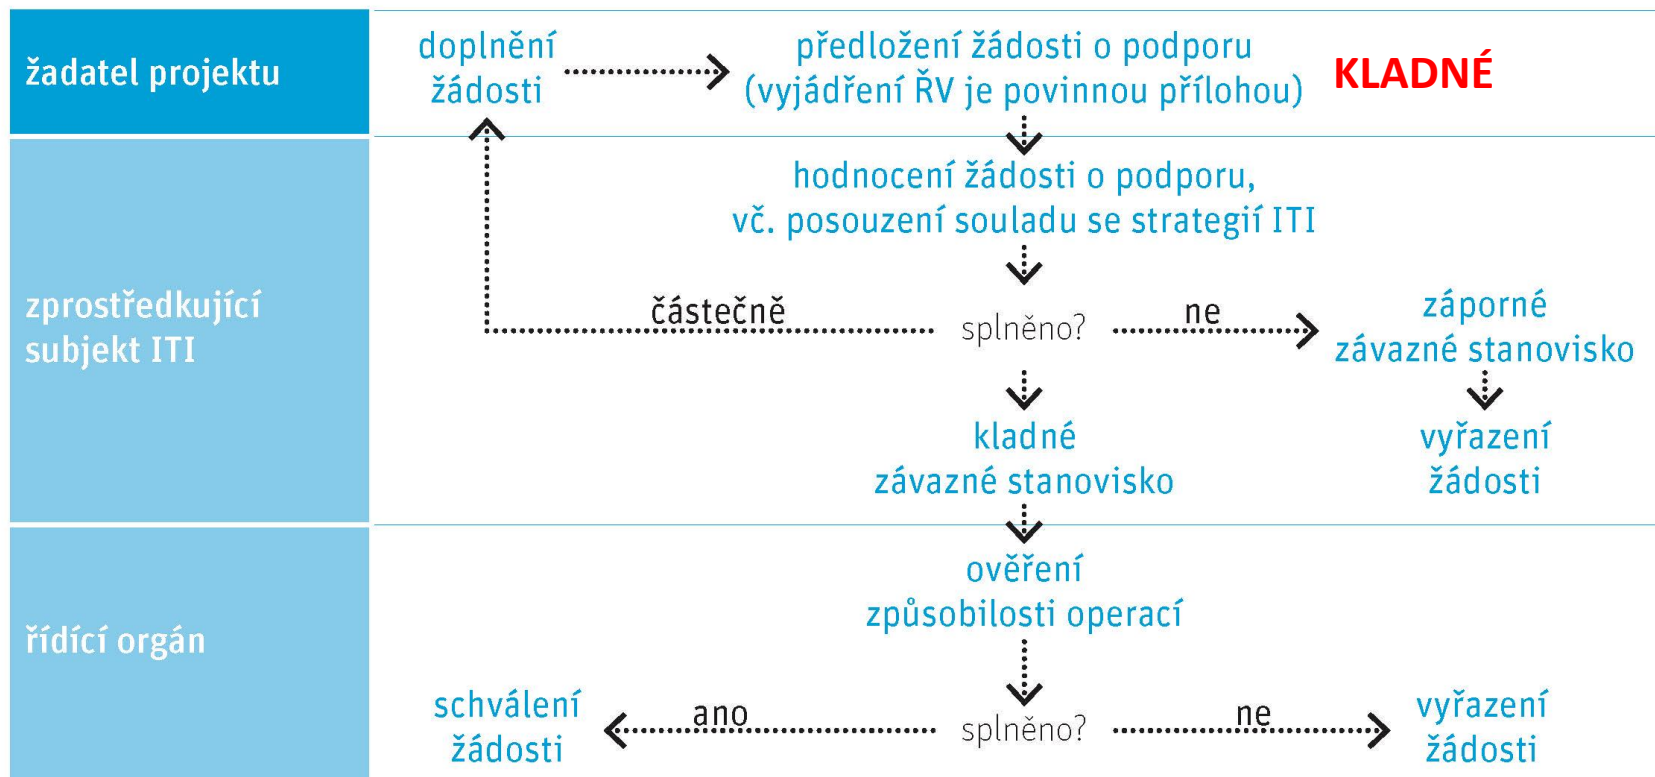 žadatel projektu
doplnění
žádosti
předložení žádosti o podporu
(vyjádření ŘV je povinnou přílohou)
KLADNÉ
zprostředkující
subjekt ITI
hodnocení žádosti o podporu,
vč. posouzení souladu se strategií ITI
částečně
splněno?
ne
záporné
závazné stanovisko
kladné
závazné stanovisko
vyřazení
žádosti
řídící orgán
ověření
způsobilosti operací
schválení
žádosti
ano
splněno?
ne
vyřazení
žádosti